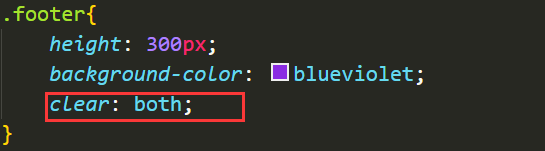 .footer{
height: 300px;
background-color: blueviolet;
clear: both;
}